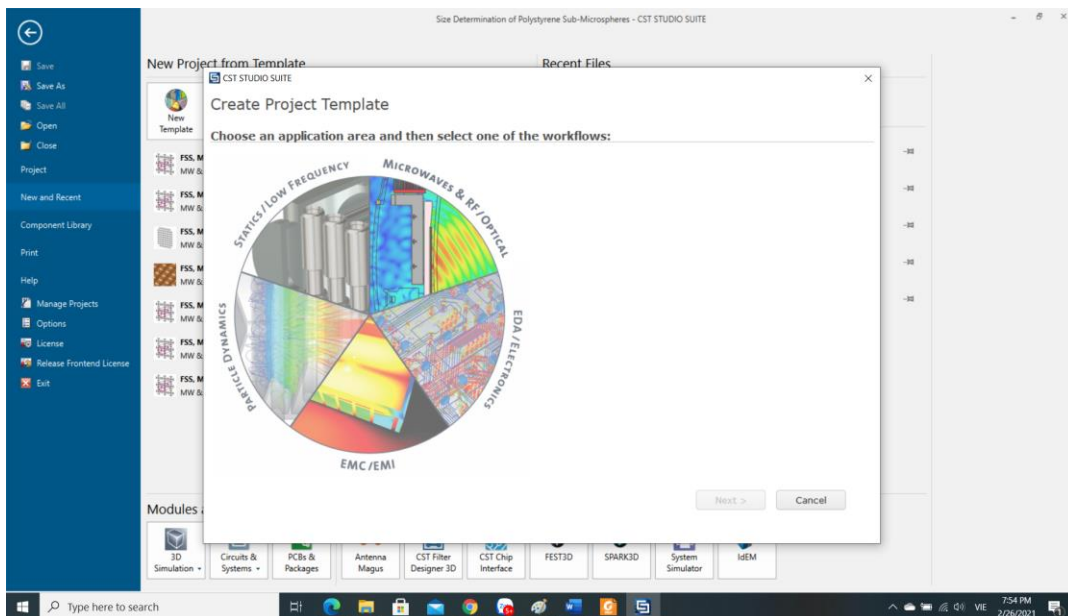 Size Determination of Polystyrene Sub-Microspheres - CST STUDIO SUITE
Save
Save As
Save All
Open
Close
Project
New and Recent
Component Library
Print
Help
Manage Projects
Options
License
Release Frontend License
Exit
New Project from Template
Recent Files
New
Template
FSS, M
MW &
FSS, M
MW &
FSS, M
MW &
FSS, M
MW &
FSS, M
MW &
FSS, M
MW &
FSS, M
MW &
CST STUDIO SUITE
Create Project Template
Choose an application area and then select one of the workflows:
STATICS/LOW FREQUENCY
MICROWAVES & RF/OPTICAL
EDA/ELECTRONICS
EMC/EMI
PARTICLE DYNAMICS
Next >
Cancel
Modules
3D
Simulation
Circuits &
Systems
PCBs &
Packages
Antenna
Magus
CST Filter
Designer 3D
CST Chip
Interface
FEST3D
SPARK3D
System
Simulator
IdEM
Type here to search
VIE
7:54 PM
2/26/2021